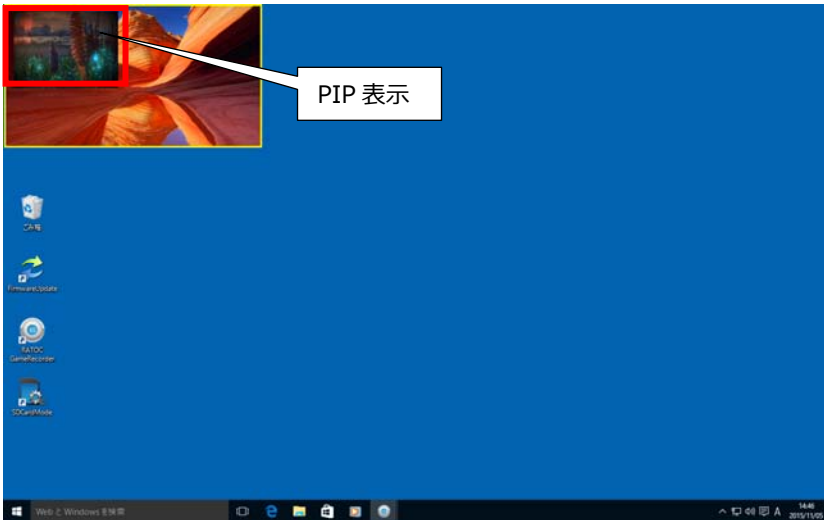 PIP 表示
ごみ箱
FirmwareUpdate
RATOC
GameRecorder
SDCardMode
Web と Windows を検索
A
14:46
2015/11/05